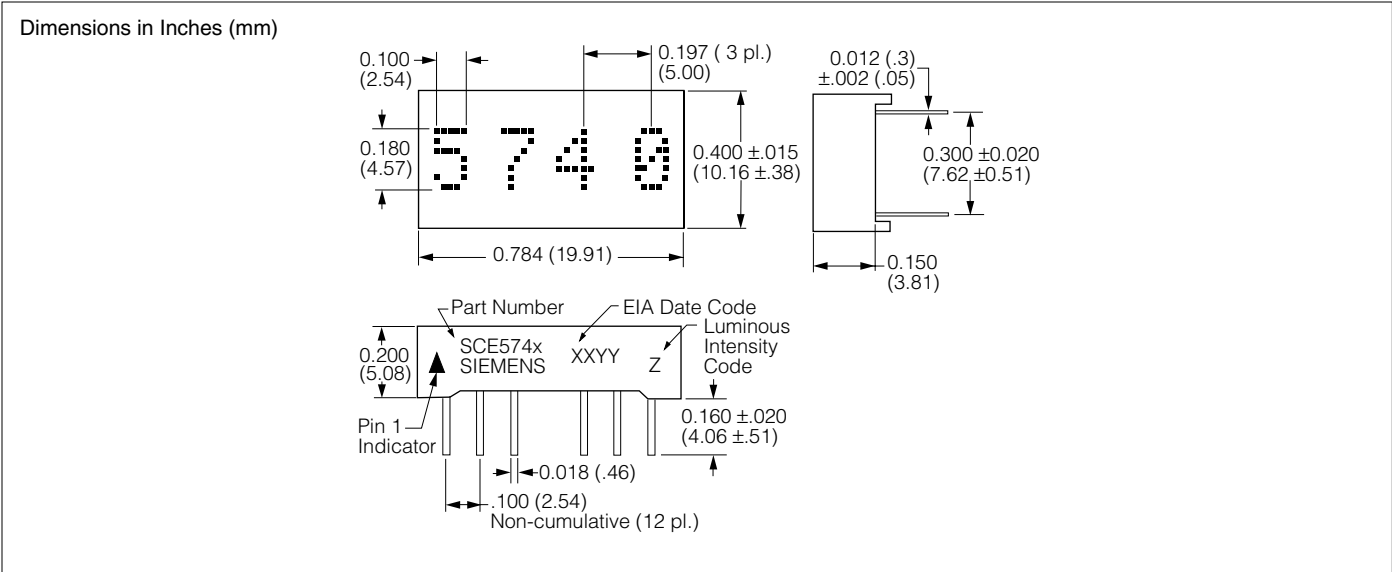 Dimensions in Inches (mm)
0.100
(2.54)
0.197 ( 3 pl.)
(5.00)
0.012 (.3)
±.002 (.05)
5740
0.180
(4.57)
0.400 ±.015
(10.16 ±.38)
0.300 ±0.020
(7.62 ±0.51)
0.784 (19.91)
0.150
(3.81)
Part Number
EIA Date Code
Luminous
Intensity
Code
0.200
(5.08)
SCE574x
SIEMENS
XXYY
Z
Pin 1
Indicator
0.160 ±.020
(4.06 ±.51)
0.018 (.46)
.100 (2.54)
Non-cumulative (12 pl.)